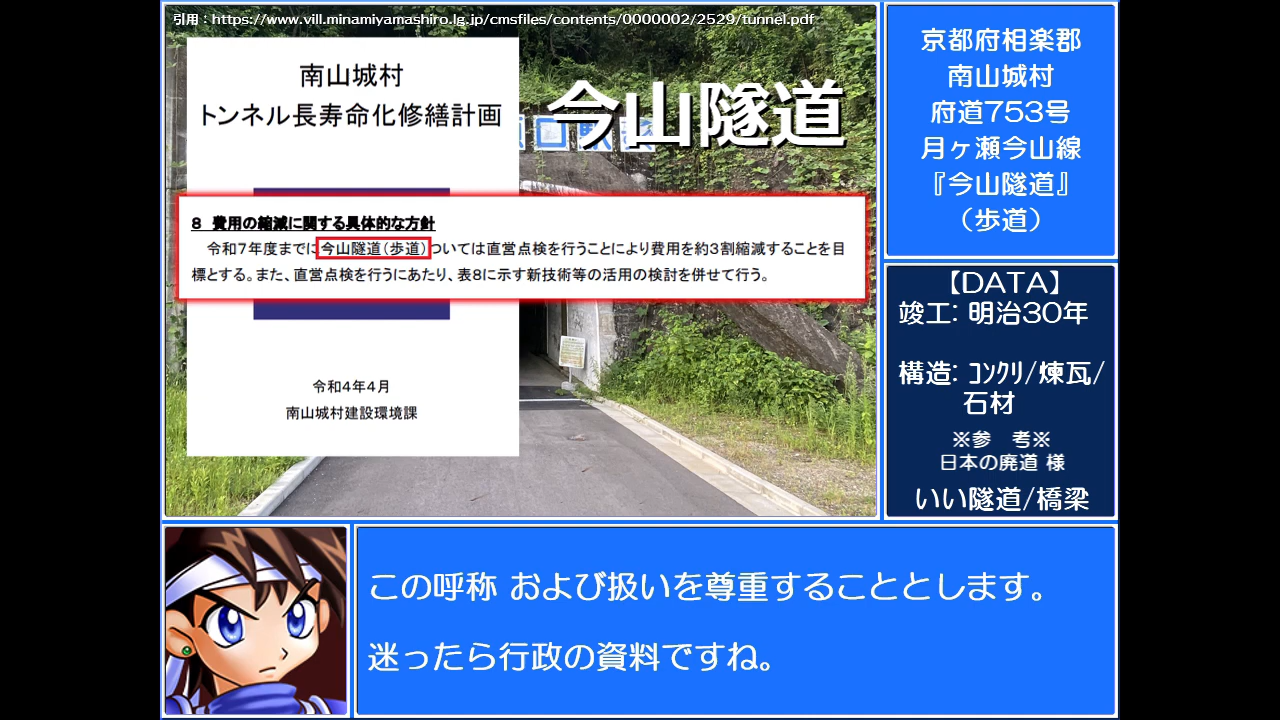 引用：https://www.vill.minamiyamashiro.lg.jp/cmsfiles/contents/0000002/2529/tunnel.pdf
南山城村
トンネル長寿命化修繕計画
今山隧道
8　費用の縮減に関する具体的な方針
令和７年度までに今山隧道（歩道）ついては直営点検を行うことにより費用を約３割縮減することを目
標とする。また、直営点検を行うにあたり、表８に示す新技術等の活用の検討を併せて行う。
令和４年４月
南山城村建設環境課
京都府相楽郡
南山城村
府道753号
月ヶ瀬今山線
『今山隧道』
（歩道）
【DATA】
竣工: 明治30年
構造: ｺﾝｸﾘ/煉瓦/
石材
※参　考※
日本の廃道 様
いい隧道/橋梁
この呼称 および扱いを尊重することとします。
迷ったら行政の資料ですね。